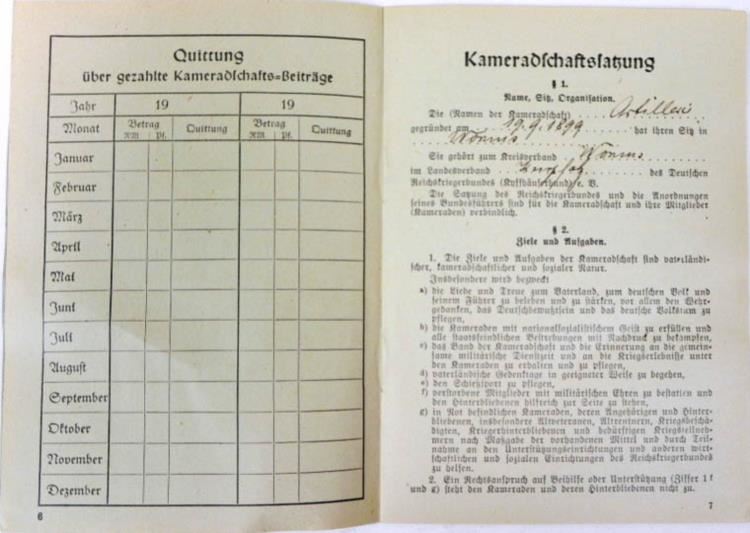 Quittung
über gezahlte Kameradschafts=Beiträge
Jahr 19 19
Monat Betrag Quittung Betrag Quittung
RM Pf. RM Pf.
Januar
Februar
März
April
Mai
Juni
Juli
August
September
Oktober
November
Dezember
6
Kameradschaftssatzung
§ 1.
Name, Sitz, Organisation.
Die (Namen der Kameradschaft) Artillerie
gegründet am 19.9.1899 hat ihren Sitz in
Worms
Sie gehört zum Kreisverband Worms
im Landesverband des Deutschen
Reichskriegerbundes (Kyffhäuserbund) e. V.
Die Satzung des Reichskriegerbundes und die Anordnungen
seines Bundesführers sind für die Kameradschaft und ihre Mitglieder
(Kameraden) verbindlich.
§ 2.
Ziele und Aufgaben.
1. Die Ziele und Aufgaben der Kameradschaft sind vaterländi-
scher, kameradschaftlicher und sozialer Natur.
Insbesondere wird bezweckt
a) die Liebe und Treue zum Vaterland, zum deutschen Volk und
seinem Führer zu beleben und zu stärken, vor allem den Wehr-
gedanken, das Deutschbewußtsein und das deutsche Volkstum zu
pflegen,
b) die Kameraden mit nationalsozialistischem Geist zu erfüllen und
alle staatsfeindlichen Bestrebungen mit Nachdruck zu bekämpfen,
c) das Band der Kameradschaft und die Erinnerung an die gemein-
same militärische Dienstzeit und an die Kriegserlebnisse unter
den Kameraden zu erhalten und zu pflegen,
d) vaterländische Gedenktage in geeigneter Weise zu begehen,
e) den Schießsport zu pflegen,
f) verstorbene Mitglieder mit militärischen Ehren zu bestatten und
den Hinterbliebenen hilfreich zur Seite zu stehen,
g) in Not befindlichen Kameraden, deren Angehörigen und Hinter-
bliebenen, insbesondere Altveteranen, Altrentnern, Kriegsbeschä-
digten, Kriegerhinterbliebenen und bedürftigen Kriegsteilneh-
mern nach Maßgabe der vorhandenen Mittel und durch Teil-
nahme an den Unterstützungseinrichtungen und anderen wirt-
schaftlichen und sozialen Einrichtungen des Reichskriegerbundes
zu helfen.
2. Ein Rechtsanspruch auf Beihilfe oder Unterstützung (Ziffer 1 f
und g) steht den Kameraden und deren Hinterbliebenen nicht zu.
7